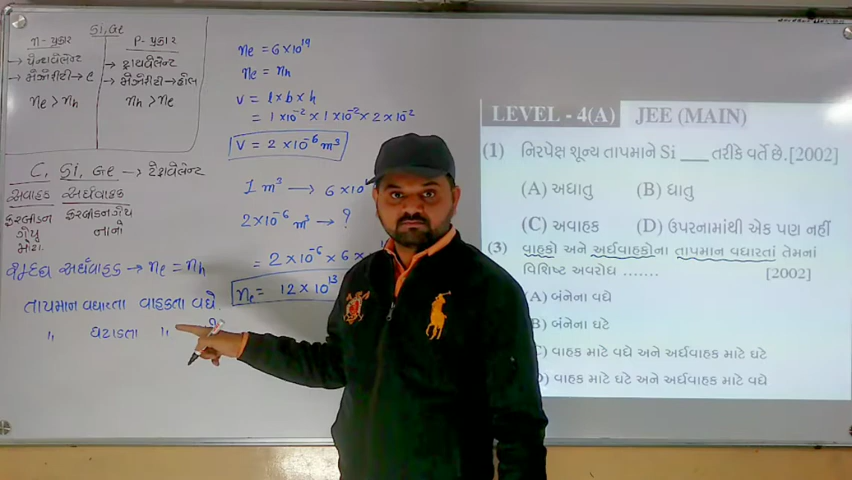 Si, Ge
n-પ્રકાર
→ પેન્ટાવેલેન્ટ
→ મેજોરીટી → e
ne > nh
P-પ્રકાર
→ ટ્રાયવેલેન્ટ
→ મેજોરીટી → હોલ
nh > ne
C, Si, Ge → ટેટ્રાવેલેન્ટ
અવાહક અર્ધવાહક
ફરબીડન ફરબીડન ગેપ
ગેપ નાનો
મોટા
શુદ્ધ અર્ધવાહક → ne = nh
તાપમાન વધારતા વાહકતા વધે
" ઘટાડતા "
ne = 6×10¹⁹
ne = nh
V = l × b × h
= 1×10⁻² × 1×10⁻² × 2×10⁻²
V = 2×10⁻⁶ m³
1 m³ → 6×10
2×10⁻⁶ m³ → ?
= 2×10⁻⁶ × 6 ×
= 12×10¹³
LEVEL - 4(A) JEE (MAIN)
(1) નિરપેક્ષ શૂન્ય તાપમાને Si ___ તરીકે વર્તે છે.[2002]
(A) અધાતુ (B) ધાતુ
(C) અવાહક (D) ઉપરનામાંથી એક પણ નહીં
(3) વાહકો અને અર્ધવાહકોના તાપમાન વધારતાં તેમનાં
વિશિષ્ટ અવરોધ ....... [2002]
(A) બંનેના વધે
B) બંનેના ઘટે
C) વાહક માટે વધે અને અર્ધવાહક માટે ઘટે
D) વાહક માટે ઘટે અને અર્ધવાહક માટે વધે